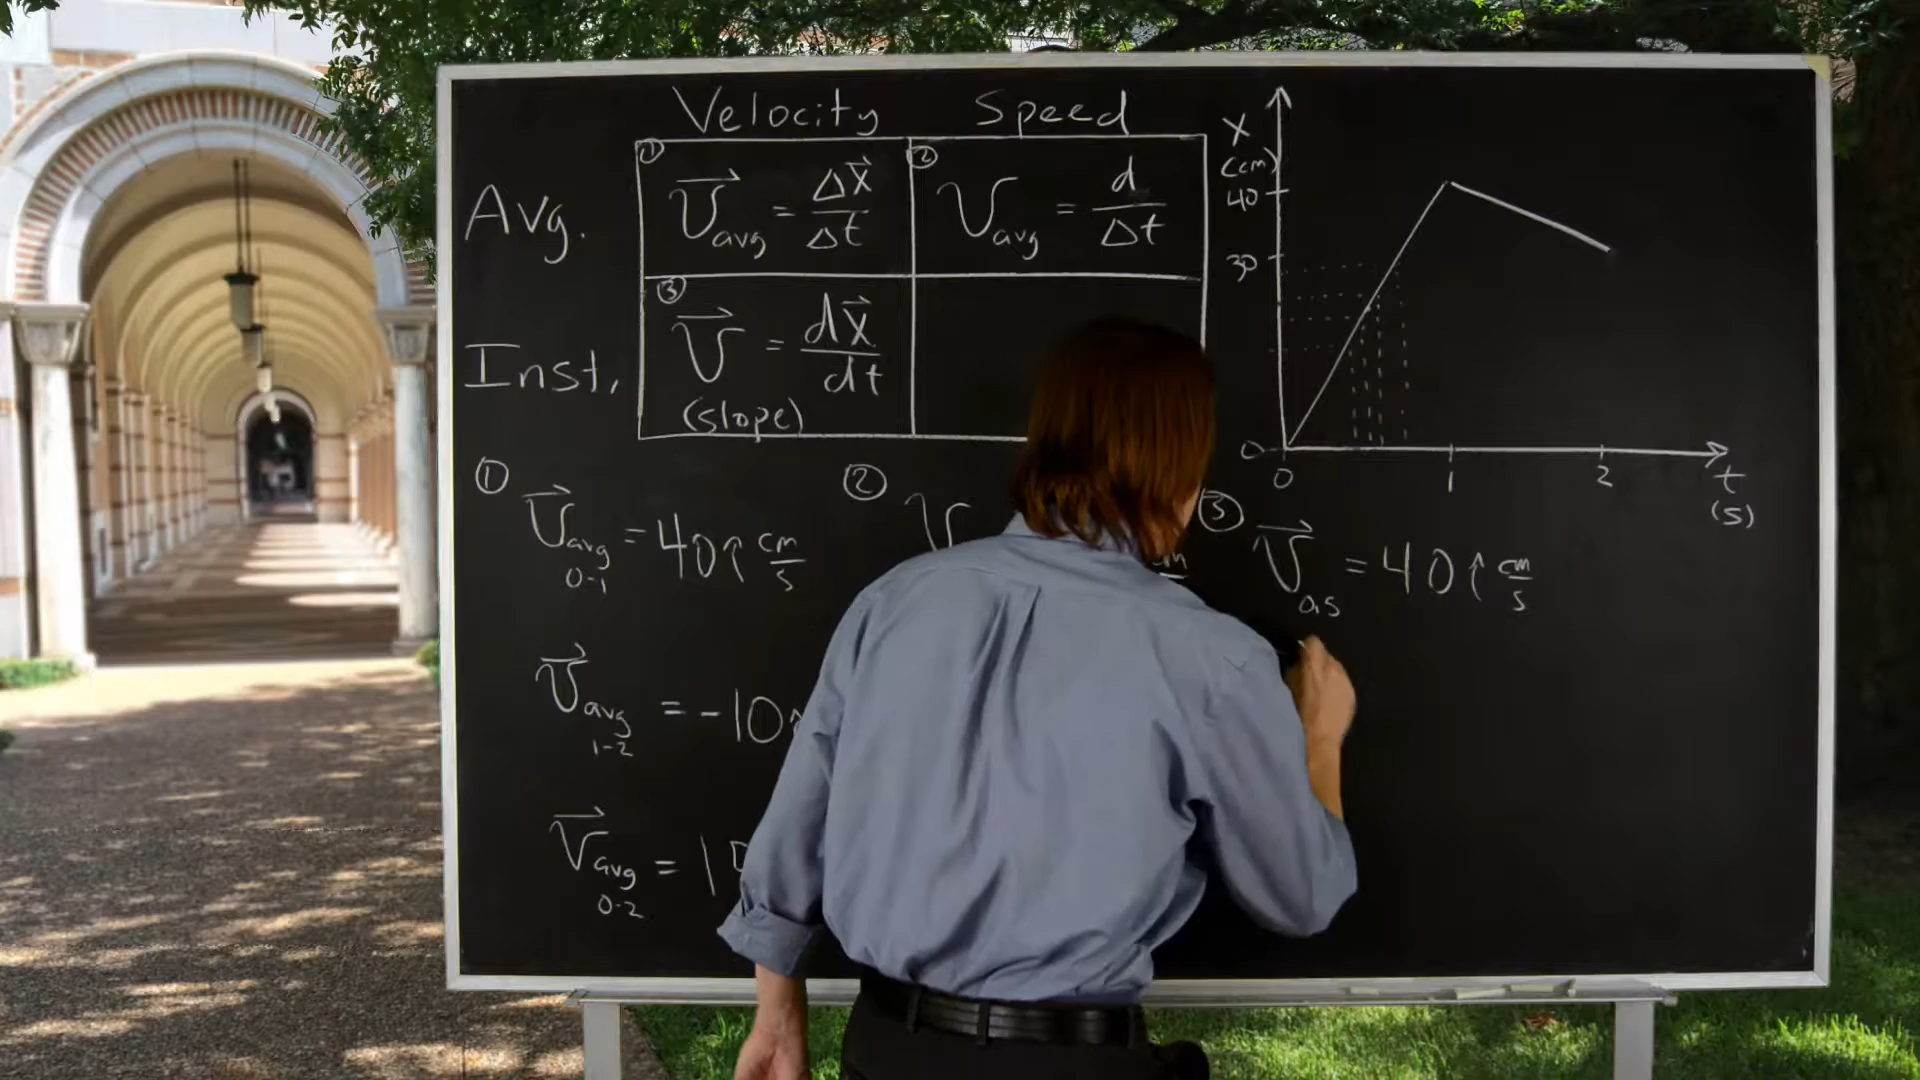 Velocity Speed
Avg.
① v⃗avg = Δx⃗/Δt
② vavg = d/Δt
Inst.
③ v⃗ = dx⃗/dt
(slope)
X
(cm)
40
30
0
0 1 2
t
(s)
① v⃗avg 0-1 = 40↑ cm/s
v⃗avg 1-2 = -10
v⃗avg 0-2 = 1
② v
③ v⃗0.5 = 40↑ cm/s